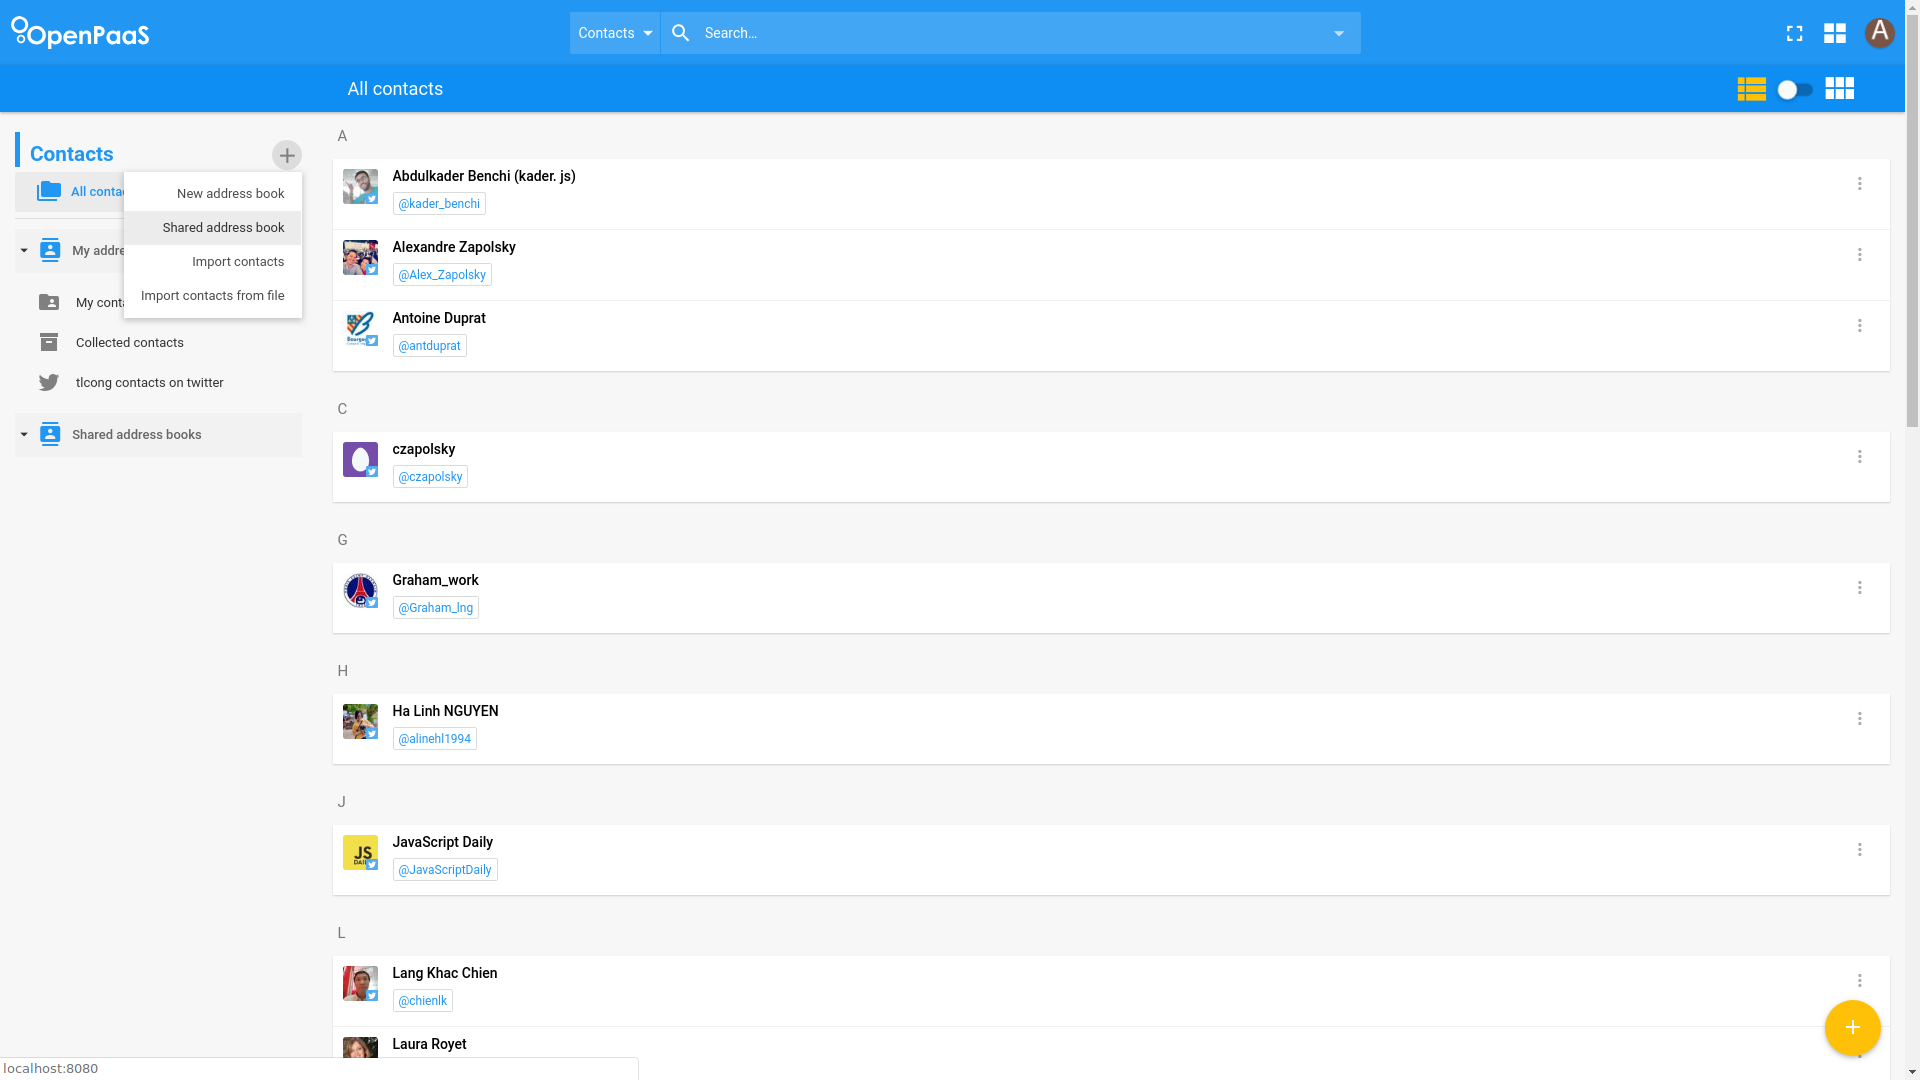 OpenPaaS
Contacts
Search...
A
All contacts
Contacts
All conta
New address book
Shared address book
Import contacts
Import contacts from file
My addre
My conta
Collected contacts
tlcong contacts on twitter
Shared address books
A
Abdulkader Benchi (kader. js)
@kader_benchi
Alexandre Zapolsky
@Alex_Zapolsky
Antoine Duprat
@antduprat
C
czapolsky
@czapolsky
G
Graham_work
@Graham_lng
H
Ha Linh NGUYEN
@alinehl1994
J
JS
JavaScript Daily
@JavaScriptDaily
L
Lang Khac Chien
@chienlk
Laura Royet
localhost:8080